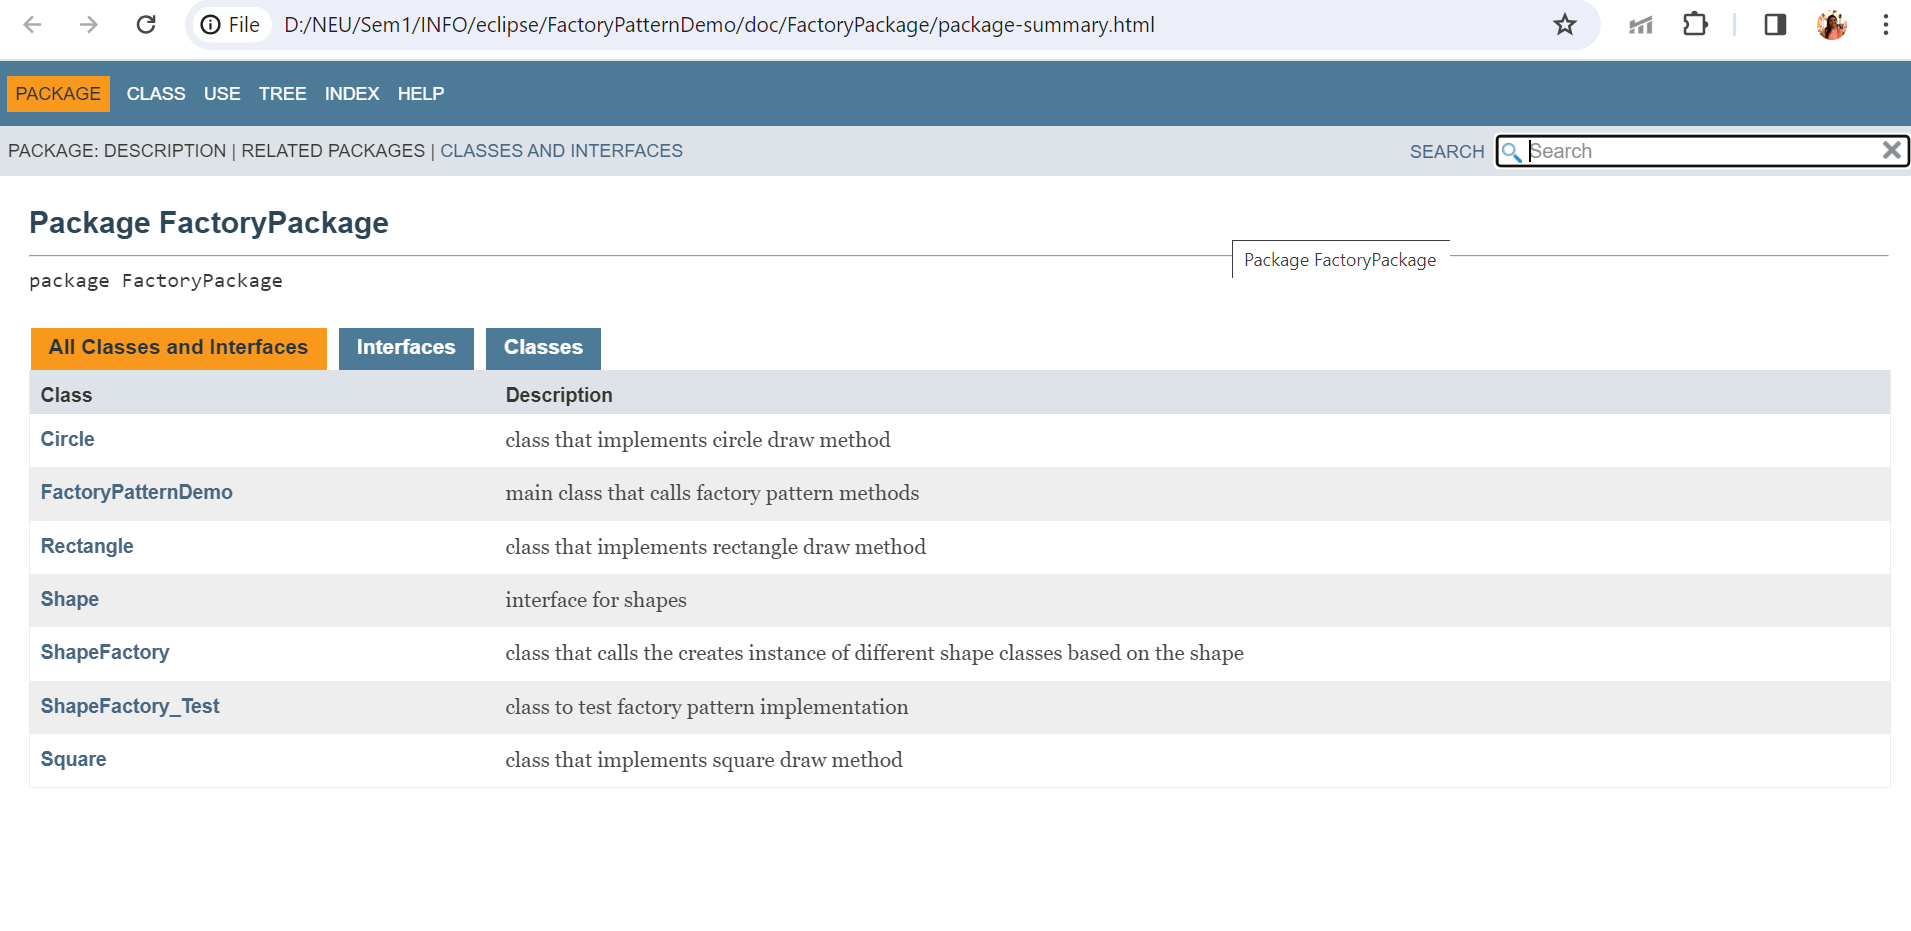 File D:/NEU/Sem1/INFO/eclipse/FactoryPatternDemo/doc/FactoryPackage/package-summary.html
PACKAGE CLASS USE TREE INDEX HELP
PACKAGE: DESCRIPTION | RELATED PACKAGES | CLASSES AND INTERFACES SEARCH Search
Package FactoryPackage
Package FactoryPackage
package FactoryPackage
All Classes and Interfaces Interfaces Classes
Class Description
Circle class that implements circle draw method
FactoryPatternDemo main class that calls factory pattern methods
Rectangle class that implements rectangle draw method
Shape interface for shapes
ShapeFactory class that calls the creates instance of different shape classes based on the shape
ShapeFactory_Test class to test factory pattern implementation
Square class that implements square draw method